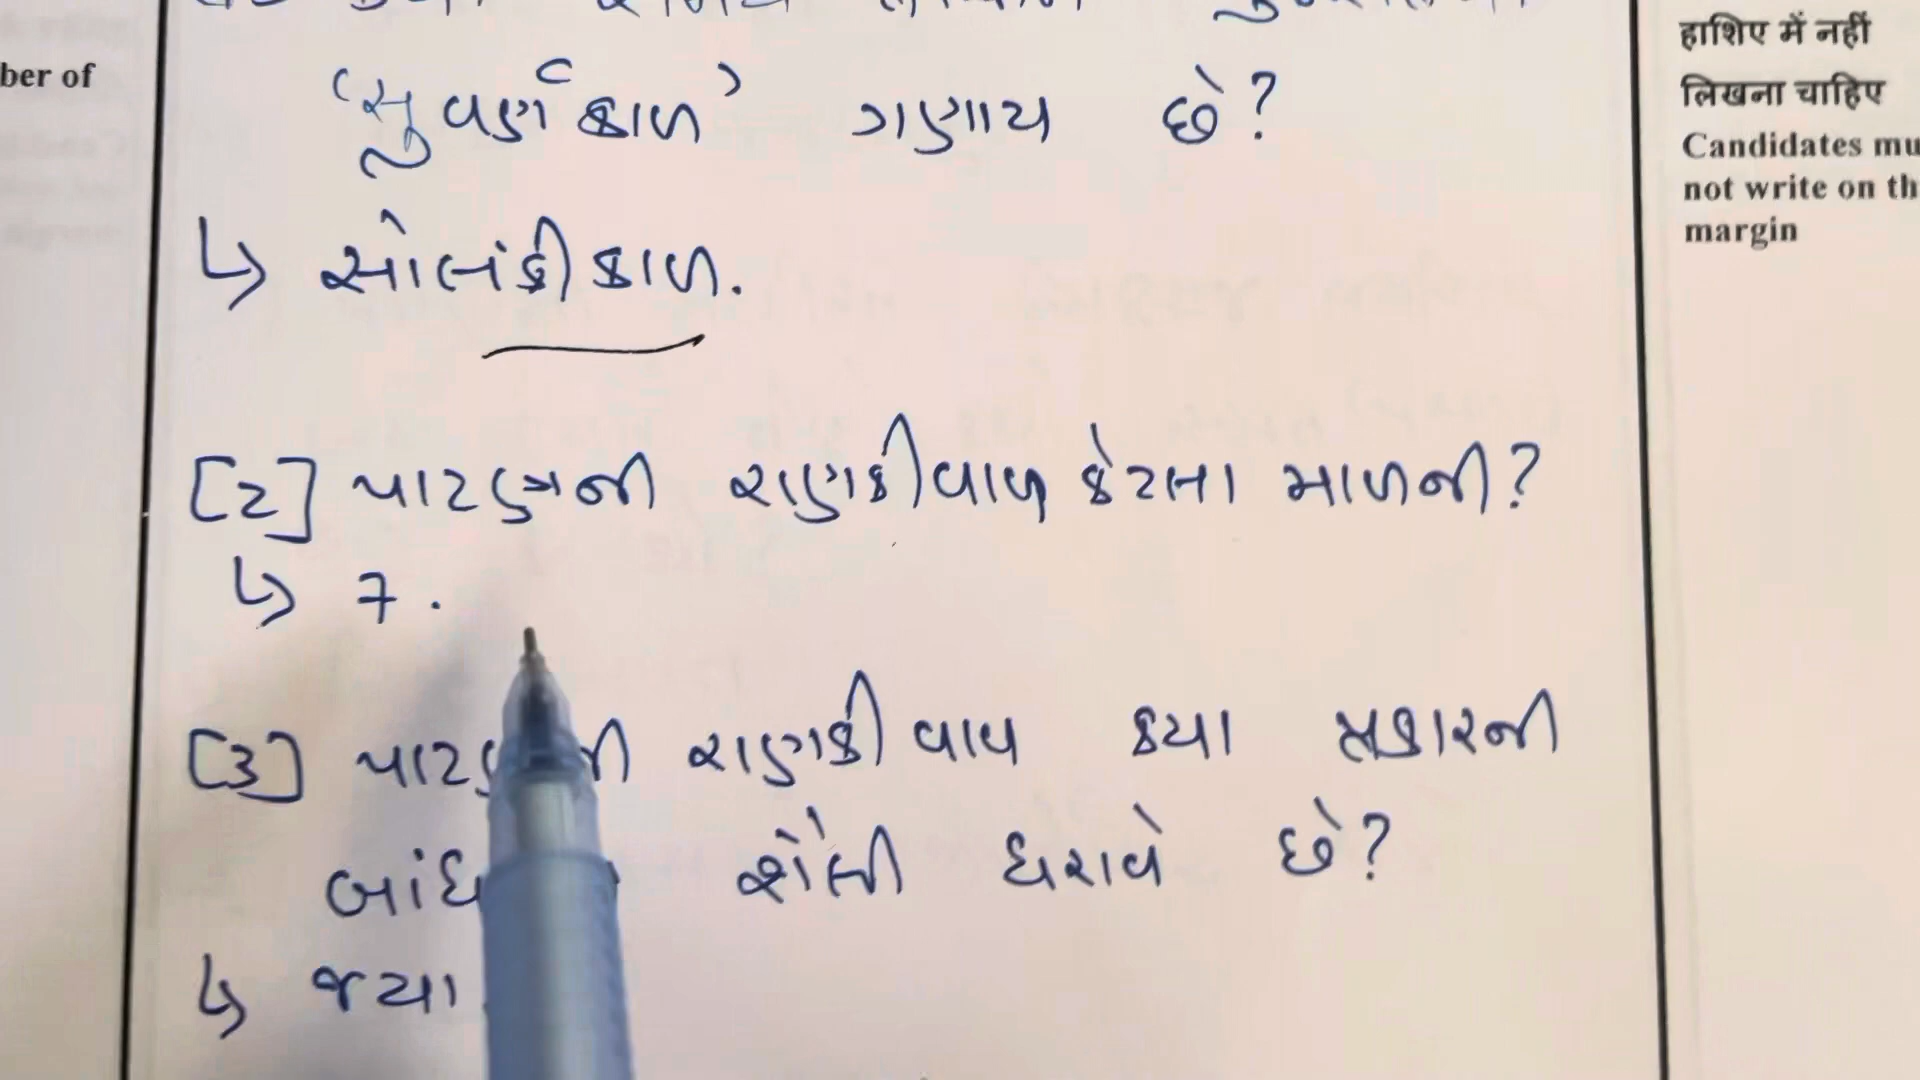 'સુવર્ણકાળ' ગણાય છે?
↳ સોલંકીકાળ.
[2] પાટણની રાણકીવાવ કેટલા માળની?
↳ 7.
[3] પાટણની રાણકી વાવ કયા પ્રકારની
શૈલી ધરાવે છે?
↳ જયા
ber of
हाशिए में नहीं
लिखना चाहिए
Candidates mu
not write on th
margin